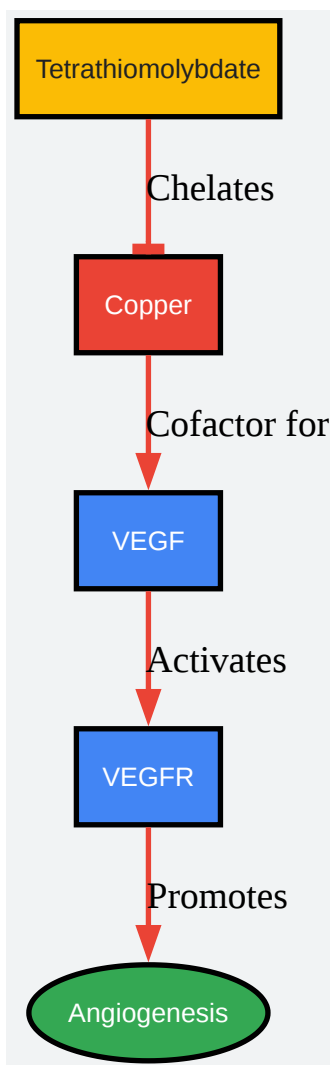 Tetrathiomolybdate
Chelates
Copper
Cofactor for
VEGF
Activates
VEGFR
Promotes
Angiogenesis